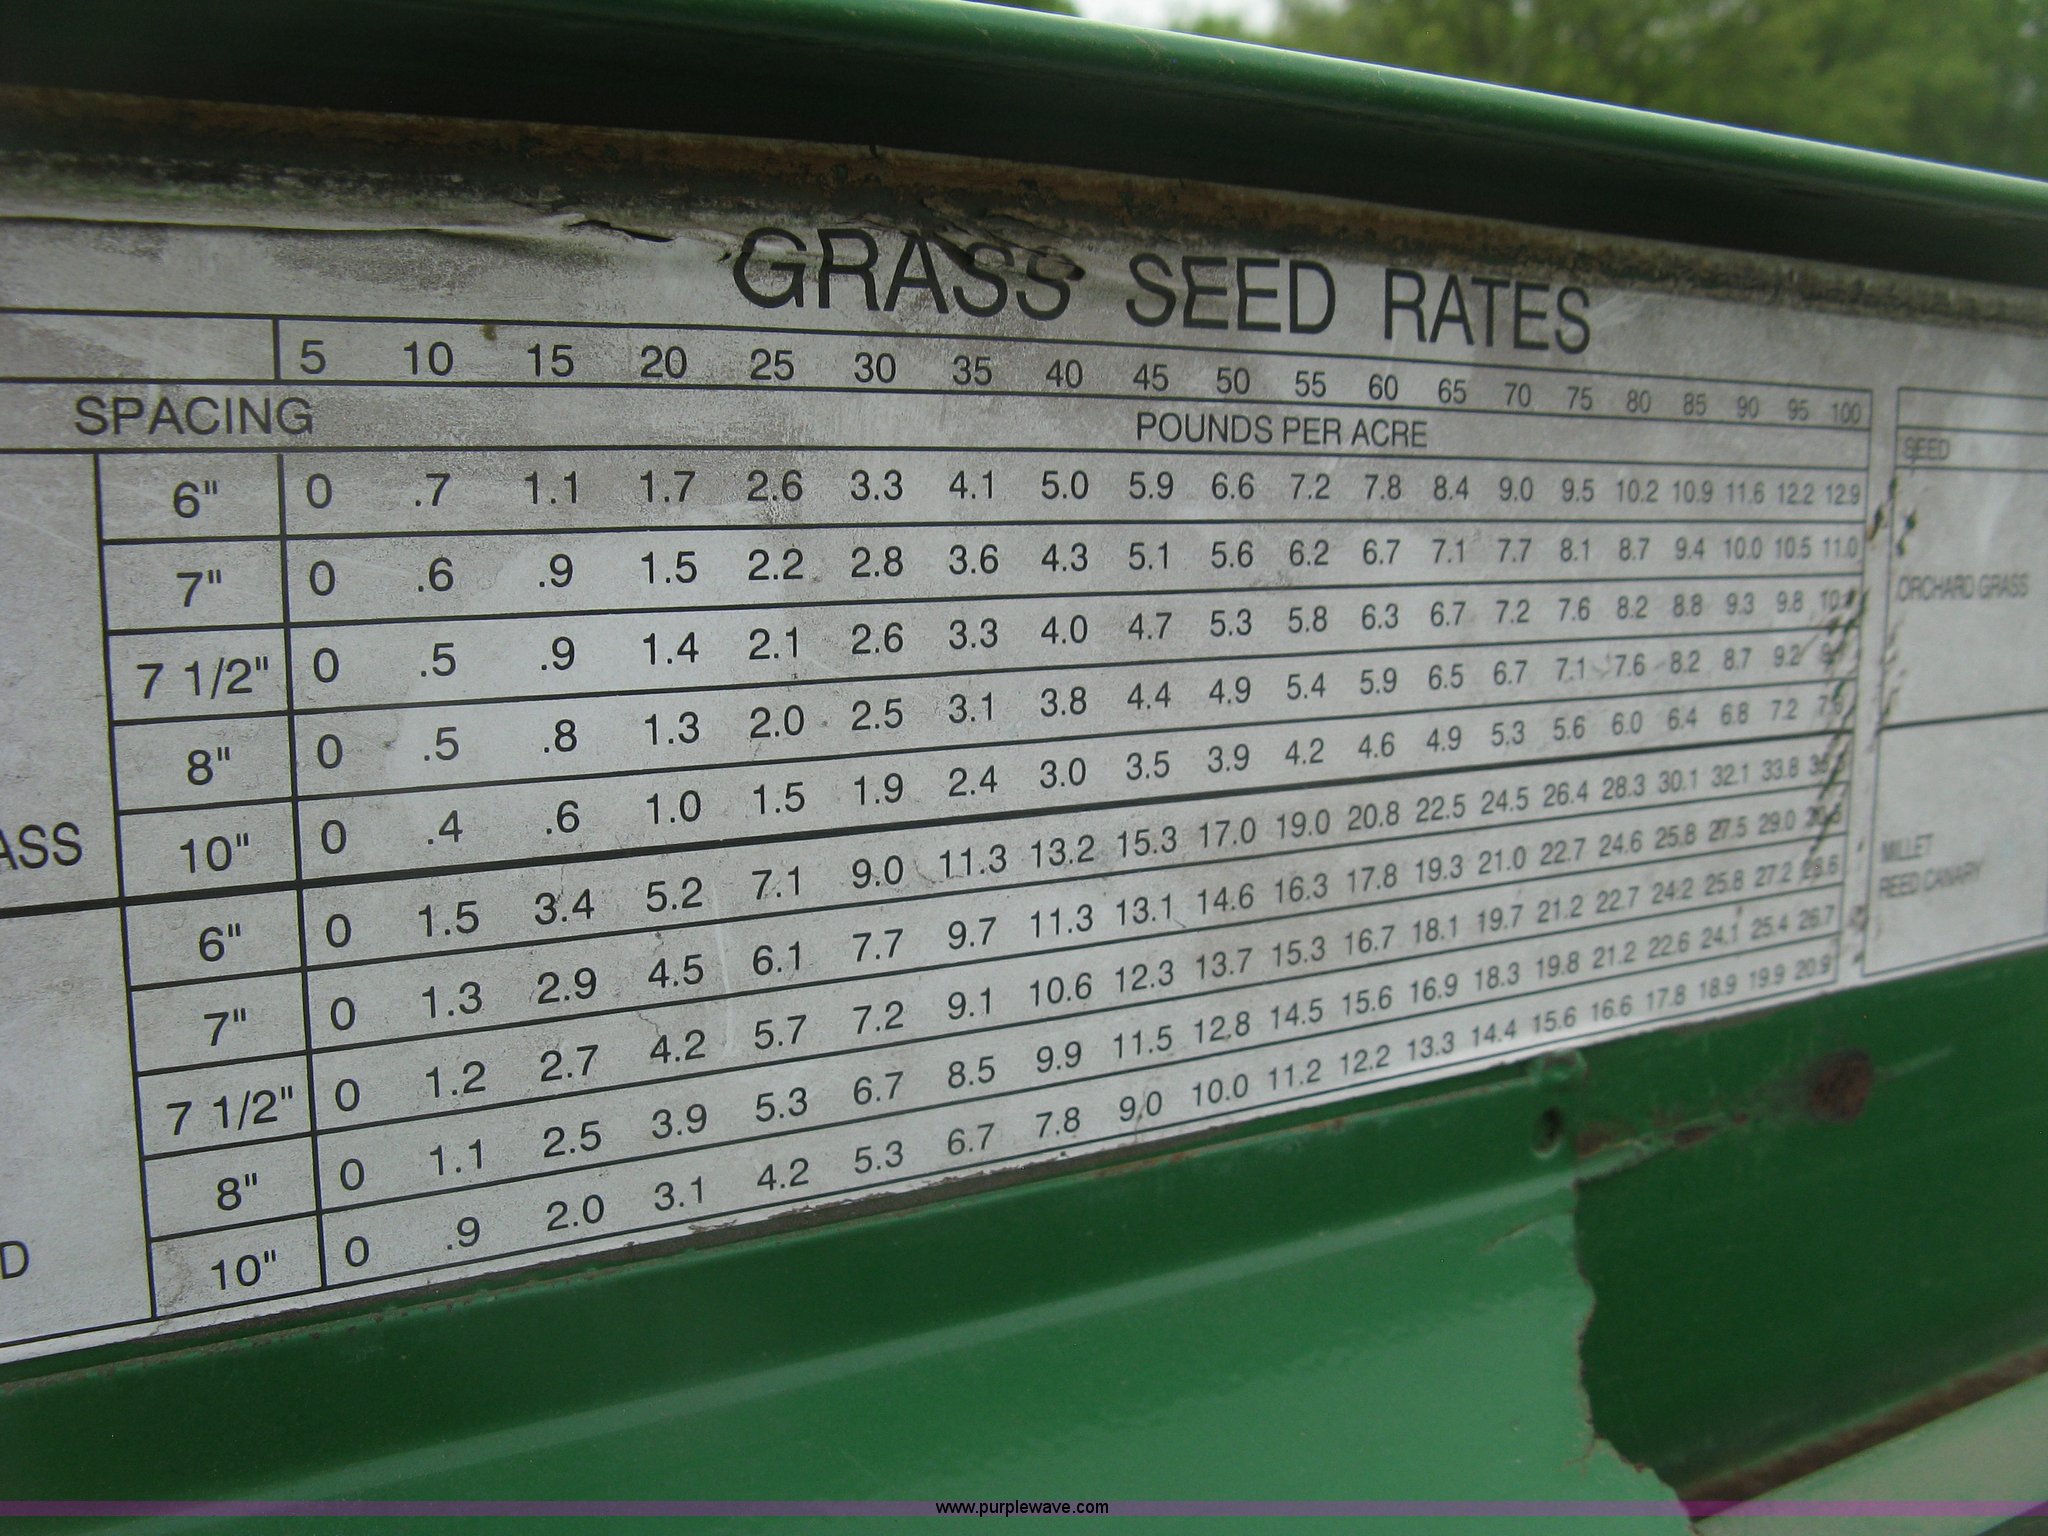 GRASS SEED RATES
5 10 15 20 25 30 35 40 45 50 55 60 65 70 75 80 85 90 95 100
SPACING POUNDS PER ACRE SEED
6" 0 .7 1.1 1.7 2.6 3.3 4.1 5.0 5.9 6.6 7.2 7.8 8.4 9.0 9.5 10.2 10.9 11.6 12.2 12.9
7" 0 .6 .9 1.5 2.2 2.8 3.6 4.3 5.1 5.6 6.2 6.7 7.1 7.7 8.1 8.7 9.4 10.0 10.5 11.0
ORCHARD GRASS
7 1/2" 0 .5 .9 1.4 2.1 2.6 3.3 4.0 4.7 5.3 5.8 6.3 6.7 7.2 7.6 8.2 8.8 9.3 9.8
8" 0 .5 .8 1.3 2.0 2.5 3.1 3.8 4.4 4.9 5.4 5.9 6.5 6.7 7.1 7.6 8.2 8.7 9.2
ASS 10" 0 .4 .6 1.0 1.5 1.9 2.4 3.0 3.5 3.9 4.2 4.6 4.9 5.3 5.6 6.0 6.4 6.8 7.2
6" 0 1.5 3.4 5.2 7.1 9.0 11.3 13.2 15.3 17.0 19.0 20.8 22.5 24.5 26.4 28.3 30.1 32.1 33.8
MILLET
REED CANARY
7" 0 1.3 2.9 4.5 6.1 7.7 9.7 11.3 13.1 14.6 16.3 17.8 19.3 21.0 22.7 24.6 25.8 27.5 29.0
7 1/2" 0 1.2 2.7 4.2 5.7 7.2 9.1 10.6 12.3 13.7 15.3 16.7 18.1 19.7 21.2 22.7 24.2 25.8 27.2 28.6
8" 0 1.1 2.5 3.9 5.3 6.7 8.5 9.9 11.5 12.8 14.5 15.6 16.9 18.3 19.8 21.2 22.6 24.1 25.4 26.7
D 10" 0 .9 2.0 3.1 4.2 5.3 6.7 7.8 9.0 10.0 11.2 12.2 13.3 14.4 15.6 16.6 17.8 18.9 19.9 20.9
www.purplewave.com